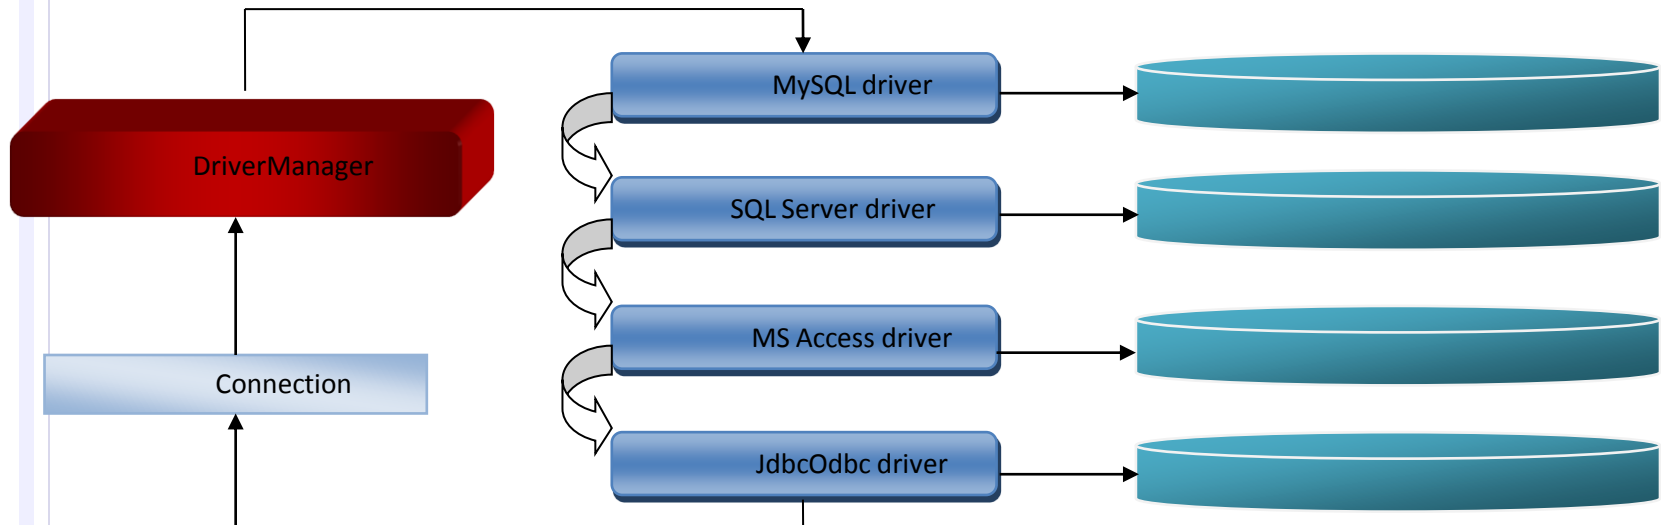 MySQL driver
DriverManager
SQL Server driver
MS Access driver
Connection
JdbcOdbc driver